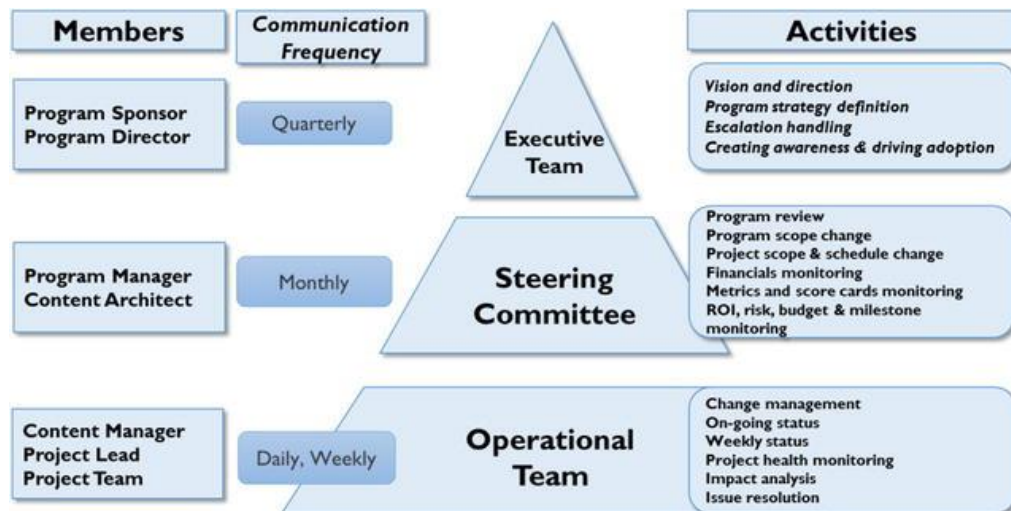 Members
Communication
Frequency
Activities
Program Sponsor
Program Director
Quarterly
Executive
Team
Vision and direction
Program strategy definition
Escalation handling
Creating awareness & driving adoption
Program Manager
Content Architect
Monthly
Steering
Committee
Program review
Program scope change
Project scope & schedule change
Financials monitoring
Metrics and score cards monitoring
ROI, risk, budget & milestone
monitoring
Content Manager
Project Lead
Project Team
Daily, Weekly
Operational
Team
Change management
On-going status
Weekly status
Project health monitoring
Impact analysis
Issue resolution